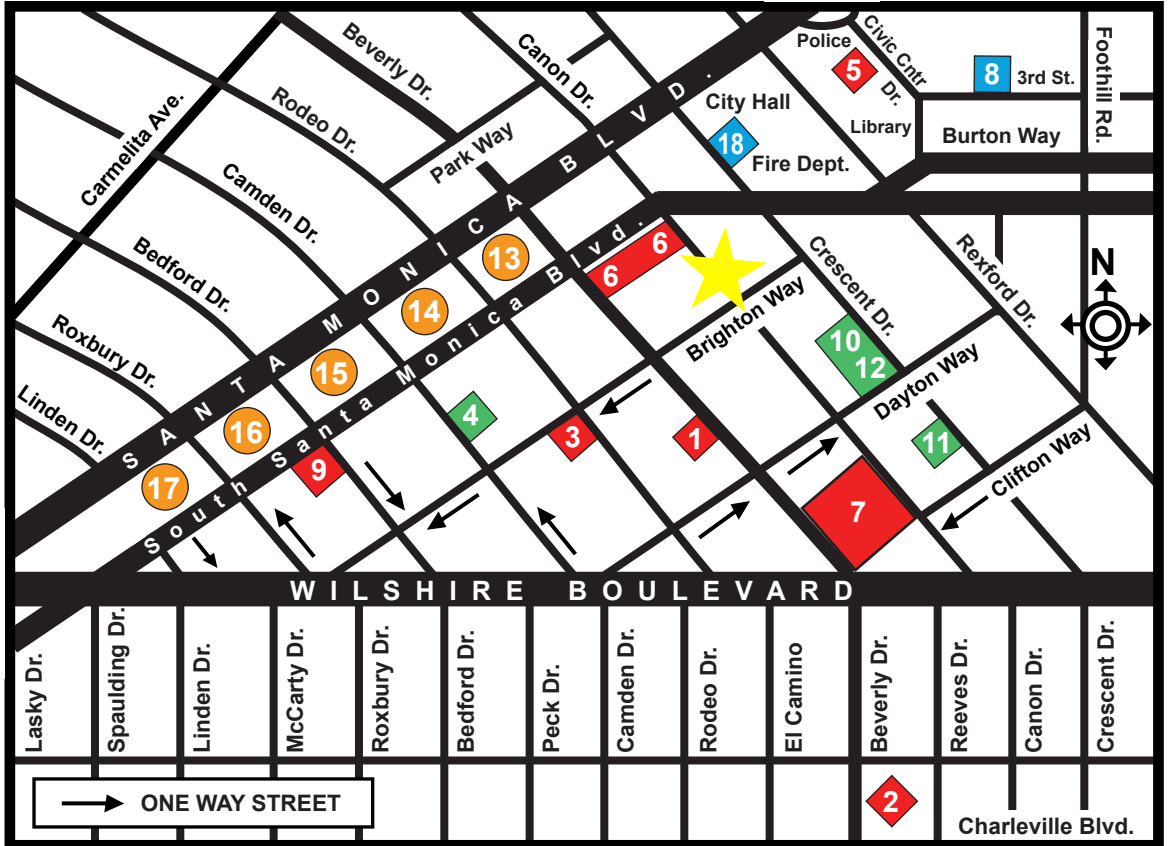 Beverly Dr.
Canon Dr.
Police
Civic Cntr
Dr.
5
8
3rd St.
Foothill Rd.
Carmelita Ave.
Rodeo Dr.
Park Way
City Hall
18
Fire Dept.
Library
Burton Way
Camden Dr.
SANTA MONICA BLVD.
Bedford Dr.
13
6
6
Crescent Dr.
Rexford Dr.
N
Roxbury Dr.
14
Brighton Way
10
12
Linden Dr.
15
South Santa Monica Blvd.
Dayton Way
16
4
3
1
11
Clifton Way
17
9
7
WILSHIRE BOULEVARD
Lasky Dr.
Spaulding Dr.
Linden Dr.
McCarty Dr.
Roxbury Dr.
Bedford Dr.
Peck Dr.
Camden Dr.
Rodeo Dr.
El Camino
Beverly Dr.
Reeves Dr.
Canon Dr.
Crescent Dr.
ONE WAY STREET
2
Charleville Blvd.